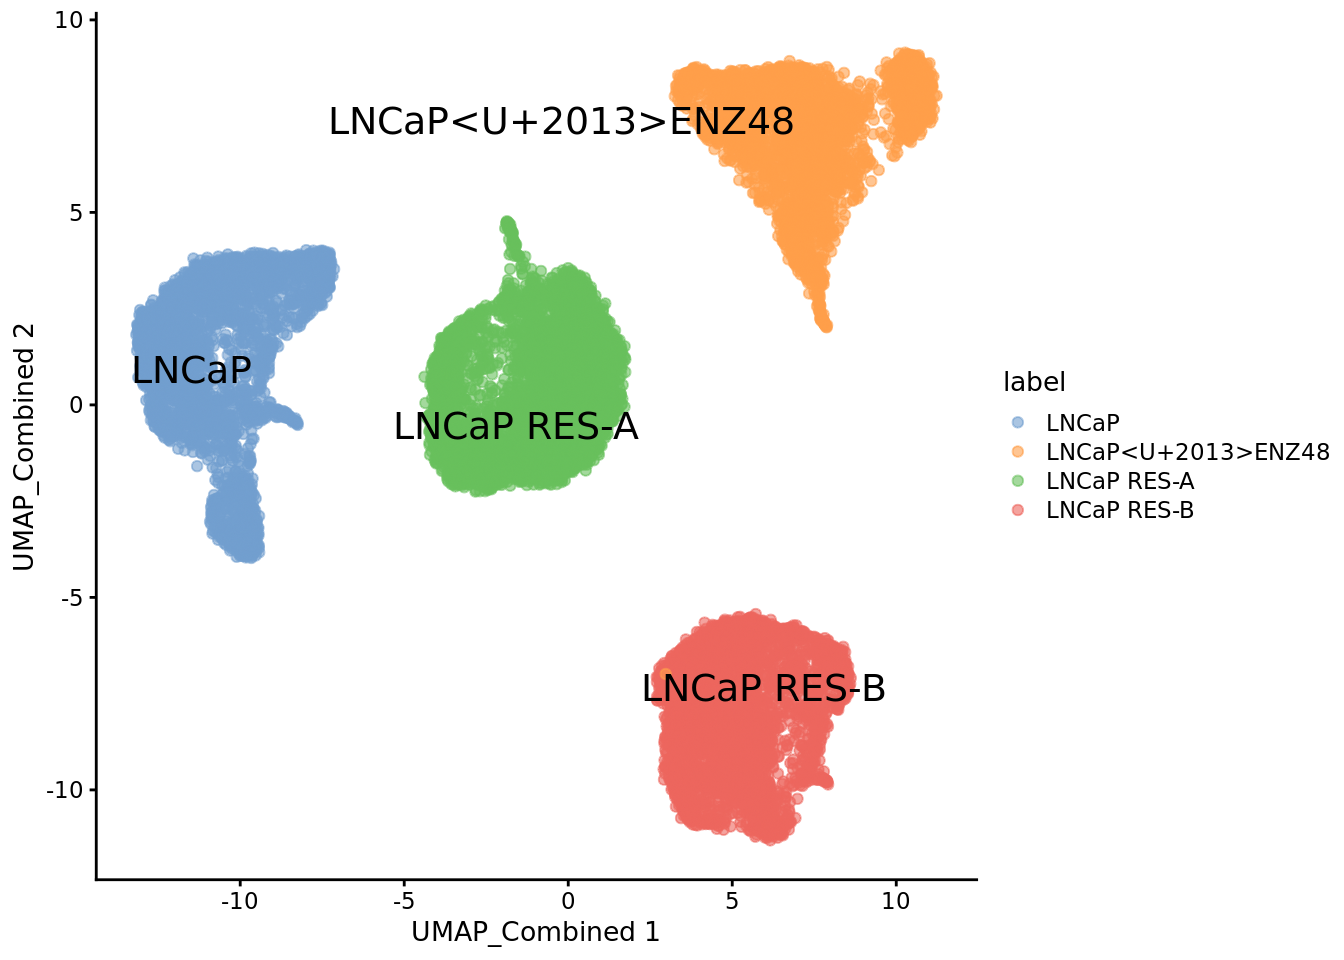 10
5
0
-5
-10
UMAP_Combined 2
LNCaP<U+2013>ENZ48
LNCaP
LNCaP RES-A
LNCaP RES-B
-10
-5
0
5
10
UMAP_Combined 1
label
LNCaP
LNCaP<U+2013>ENZ48
LNCaP RES-A
LNCaP RES-B